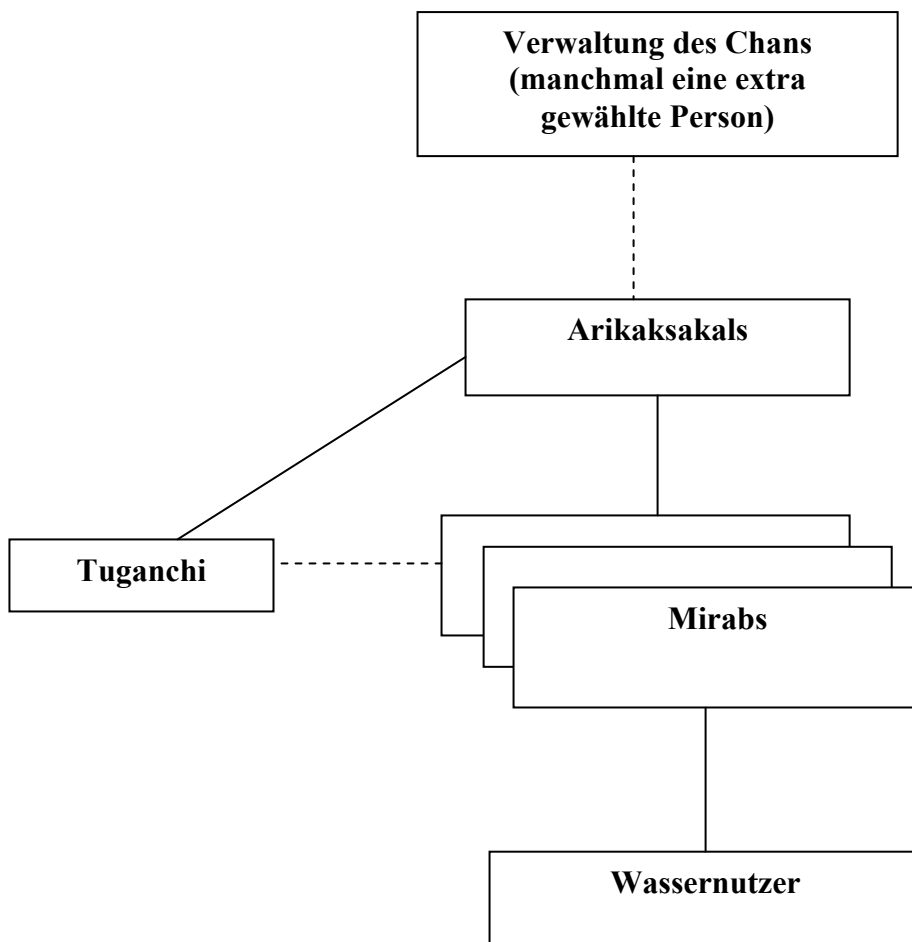 Verwaltung des Chans
(manchmal eine extra
gewählte Person)
Arikaksakals
Tuganchi
Mirabs
Wassernutzer